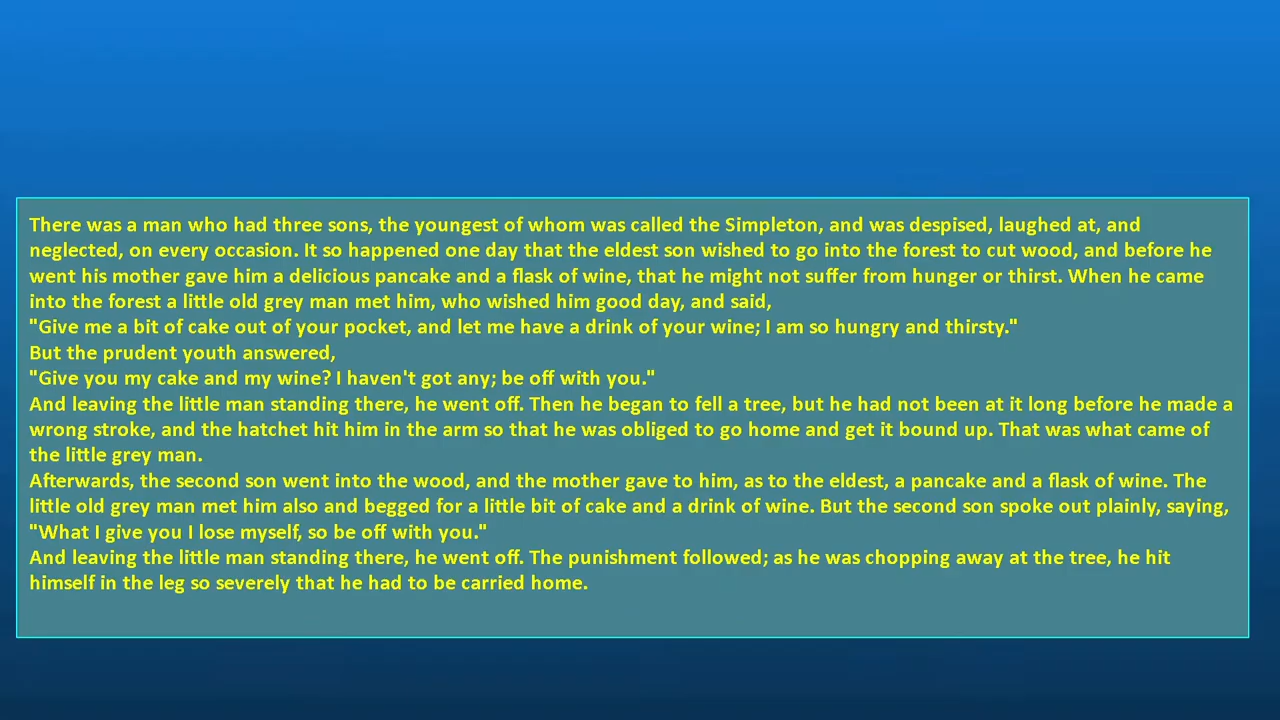 There was a man who had three sons, the youngest of whom was called the Simpleton, and was despised, laughed at, and
neglected, on every occasion. It so happened one day that the eldest son wished to go into the forest to cut wood, and before he
went his mother gave him a delicious pancake and a flask of wine, that he might not suffer from hunger or thirst. When he came
into the forest a little old grey man met him, who wished him good day, and said,
"Give me a bit of cake out of your pocket, and let me have a drink of your wine; I am so hungry and thirsty."
But the prudent youth answered,
"Give you my cake and my wine? I haven't got any; be off with you."
And leaving the little man standing there, he went off. Then he began to fell a tree, but he had not been at it long before he made a
wrong stroke, and the hatchet hit him in the arm so that he was obliged to go home and get it bound up. That was what came of
the little grey man.
Afterwards, the second son went into the wood, and the mother gave to him, as to the eldest, a pancake and a flask of wine. The
little old grey man met him also and begged for a little bit of cake and a drink of wine. But the second son spoke out plainly, saying,
"What I give you I lose myself, so be off with you."
And leaving the little man standing there, he went off. The punishment followed; as he was chopping away at the tree, he hit
himself in the leg so severely that he had to be carried home.